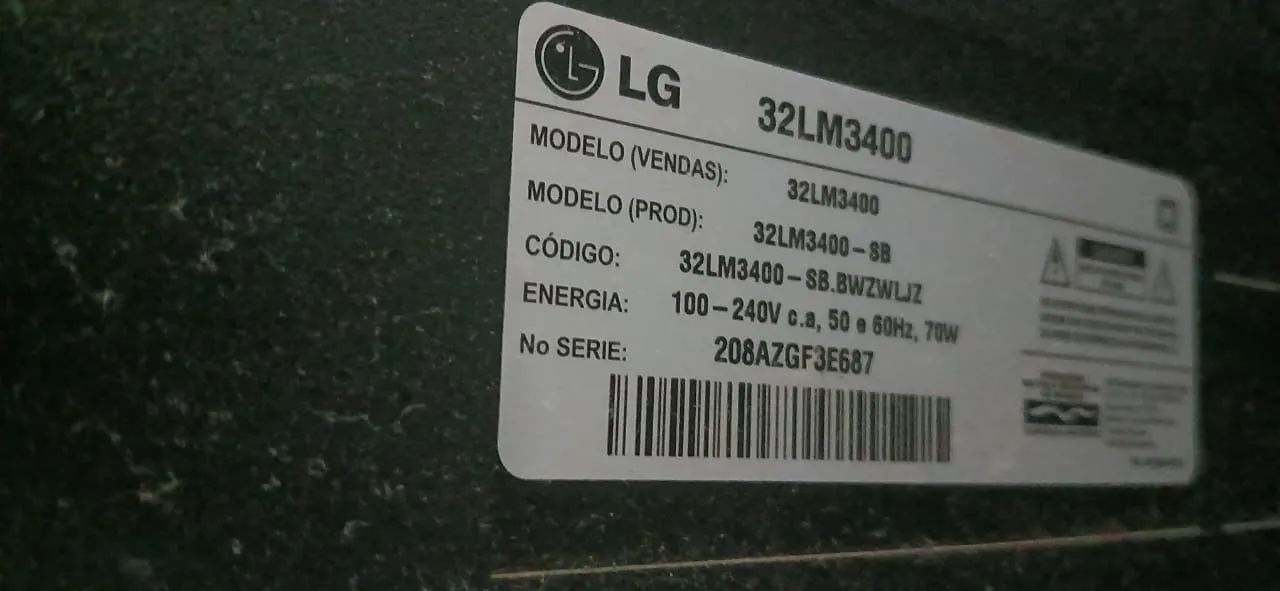 LG 32LM3400
MODELO (VENDAS): 32LM3400
MODELO (PROD): 32LM3400-SB
CÓDIGO: 32LM3400-SB.BWZWLJZ
ENERGIA: 100-240V c.a, 50 e 60Hz, 70W
No SERIE: 208AZGF3E687